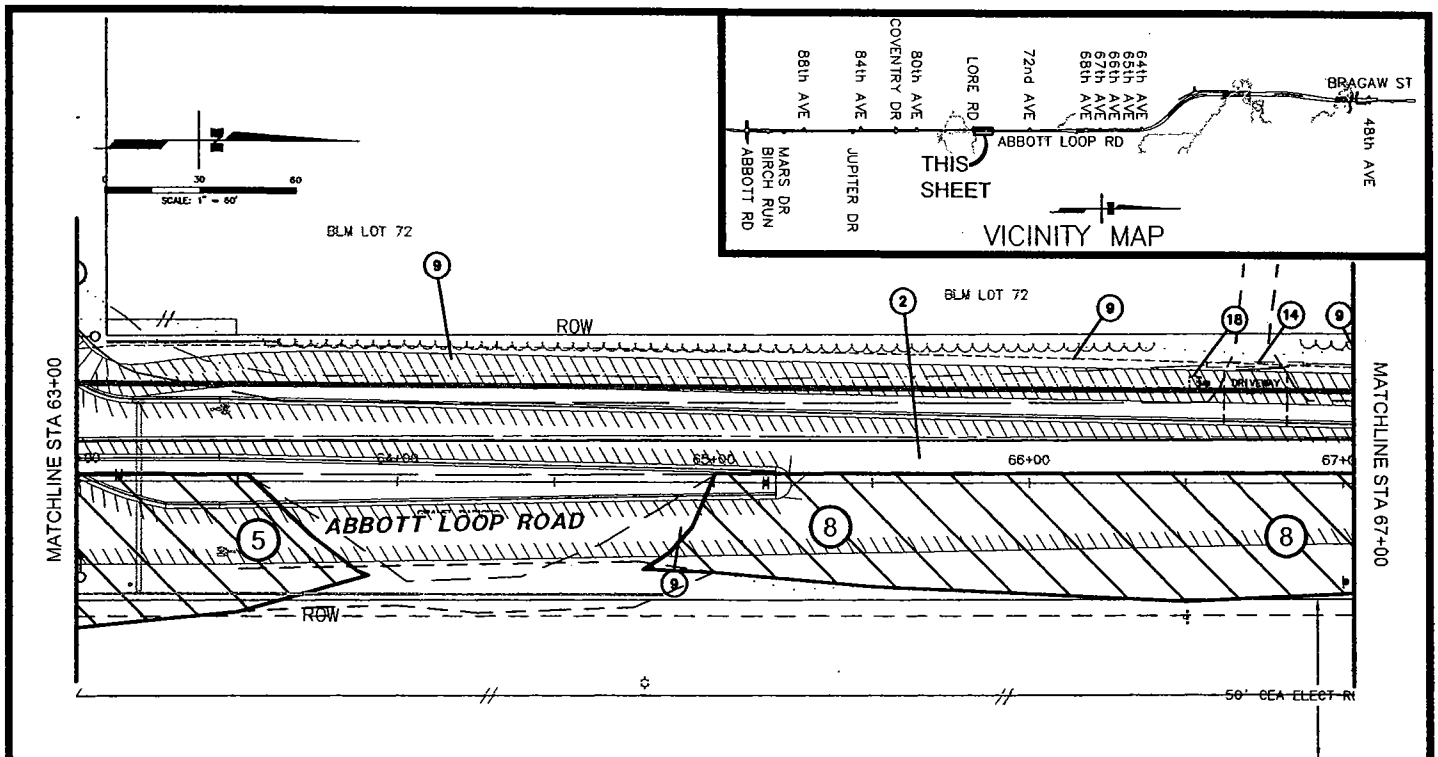 0 30 60
SCALE: 1" = 60'
BLM LOT 72
88th AVE
84th AVE
COVENTRY DR
80th AVE
LORE RD
72nd AVE
68th AVE
67th AVE
66th AVE
65th AVE
64th AVE
BRAGAW ST
48th AVE
ABBOTT LOOP RD
THIS
SHEET
ABBOTT RD
BIRCH RUN
MARS DR
JUPITER DR
VICINITY MAP
9
2
BLM LOT 72
9
18
14
9
ROW
DRIVEWAY
MATCHLINE STA 63+00
MATCHLINE STA 67+00
64+00
65+00
66+00
5
ABBOTT LOOP ROAD
8
8
9
ROW
50' CEA ELECT